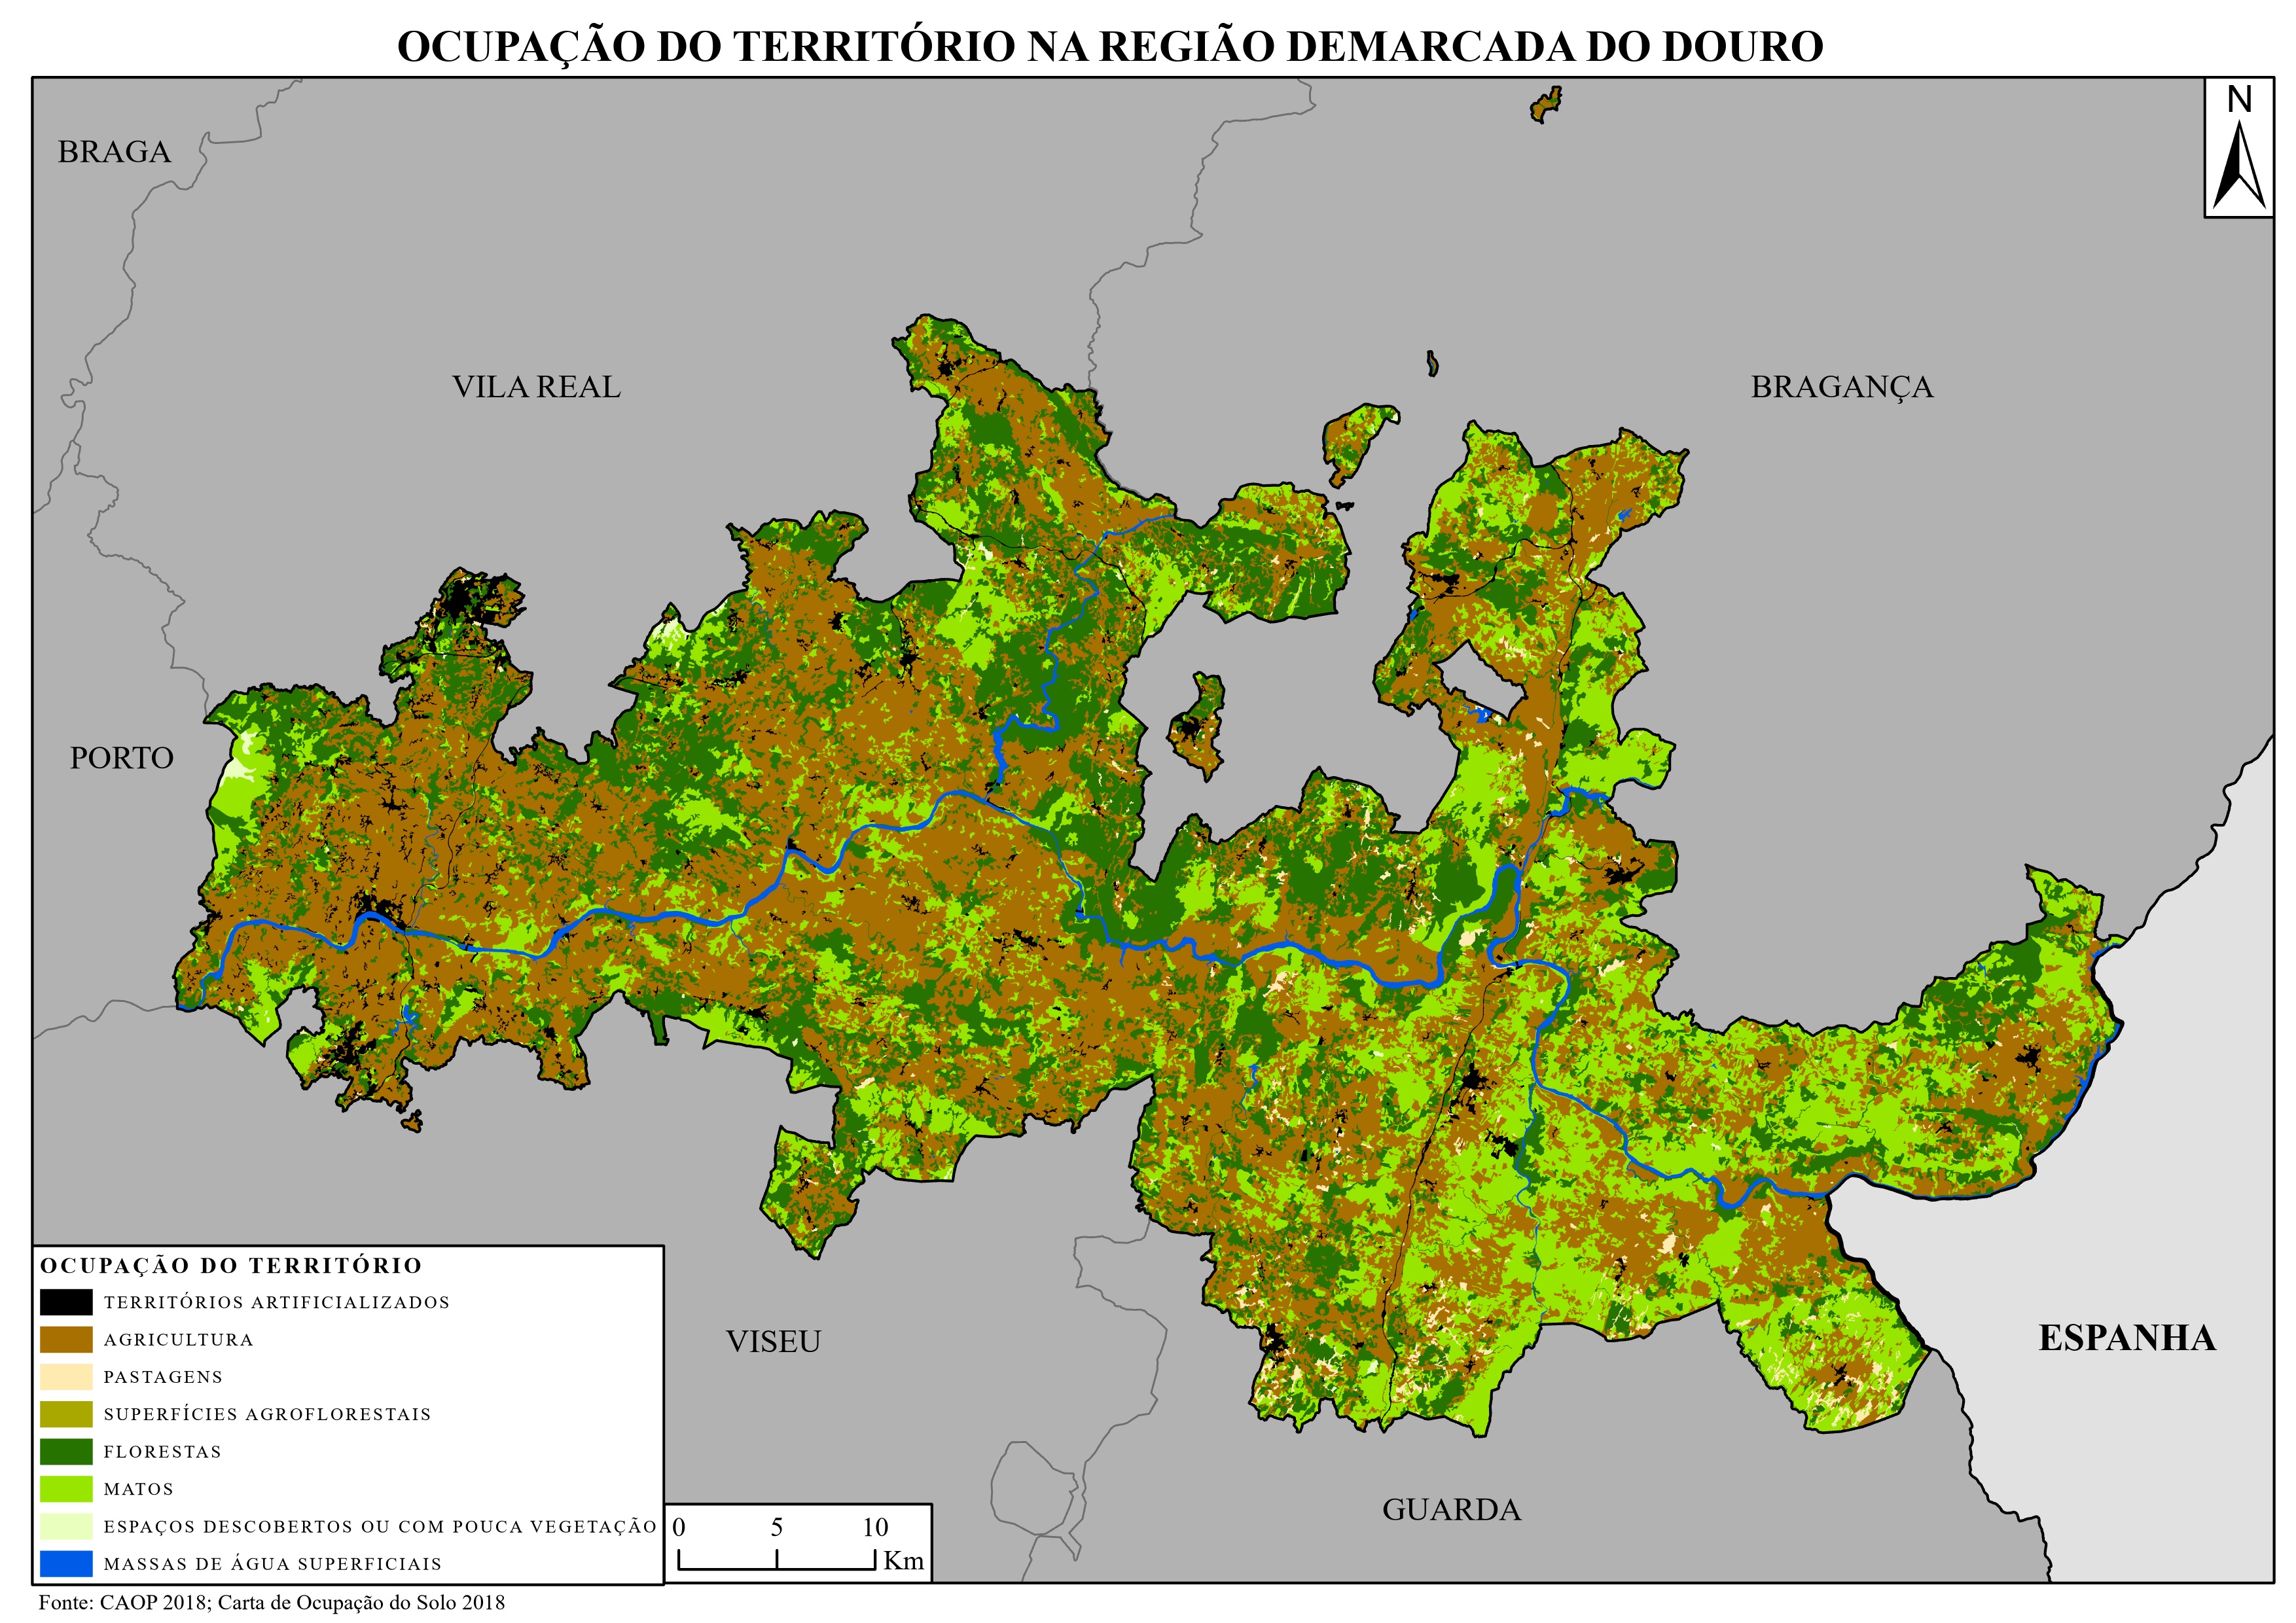 OCUPAÇÃO DO TERRITÓRIO NA REGIÃO DEMARCADA DO DOURO
N
BRAGA
VILA REAL
BRAGANÇA
PORTO
VISEU
ESPANHA
GUARDA
OCUPAÇÃO DO TERRITÓRIO
TERRITÓRIOS ARTIFICIALIZADOS
AGRICULTURA
PASTAGENS
SUPERFÍCIES AGROFLORESTAIS
FLORESTAS
MATOS
ESPAÇOS DESCOBERTOS OU COM POUCA VEGETAÇÃO
MASSAS DE ÁGUA SUPERFICIAIS
0 5 10
Km
Fonte: CAOP 2018; Carta de Ocupação do Solo 2018